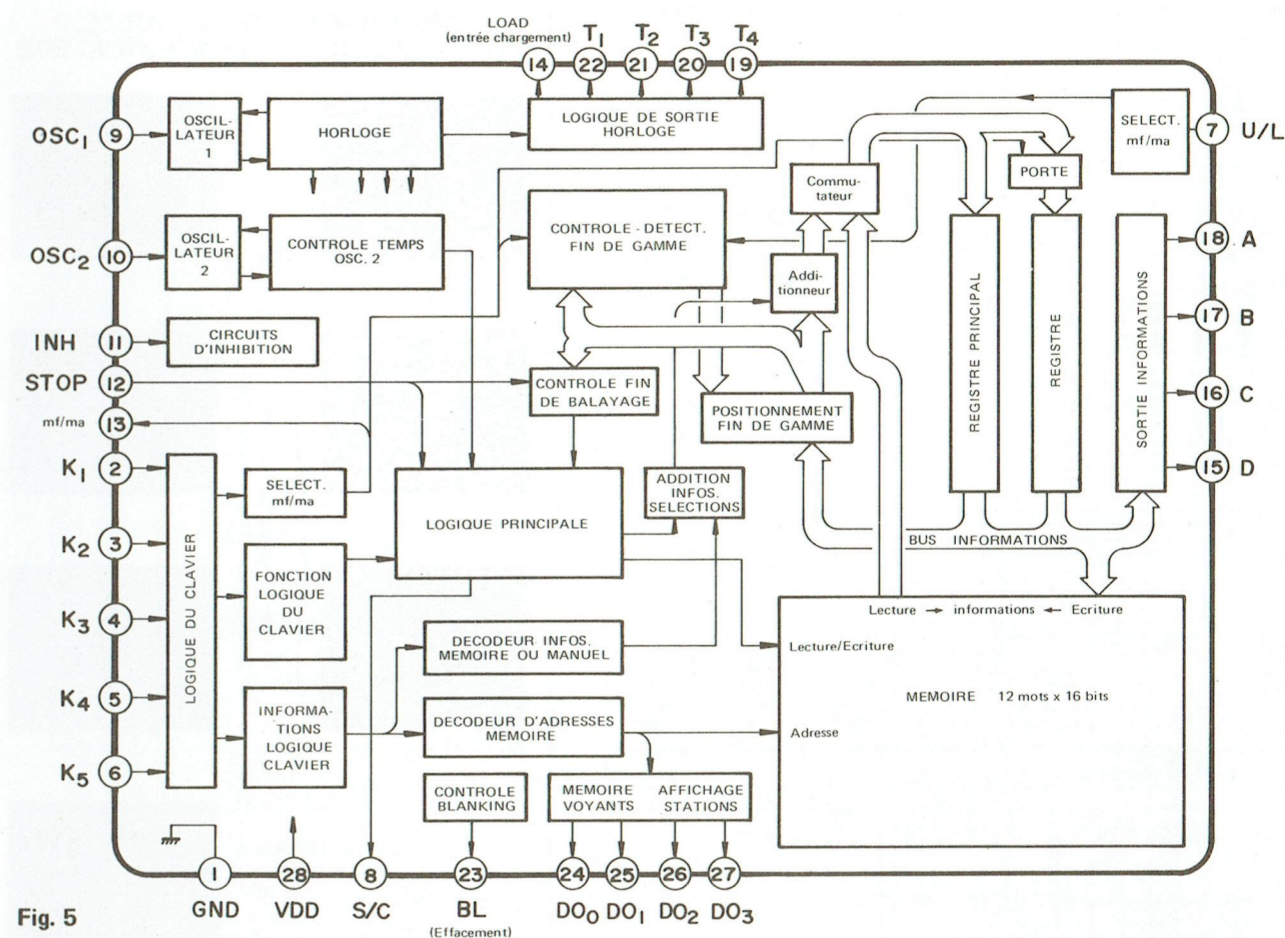 LOAD
(entrée chargement)
T1 T2 T3 T4
14 22 21 20 19
OSC1
9
OSCIL-
LATEUR
1
HORLOGE
LOGIQUE DE SORTIE
HORLOGE
SELECT.
mf/ma
7
U/L
Commu-
tateur
PORTE
OSC2
10
OSCIL-
LATEUR
2
CONTROLE TEMPS
OSC. 2
CONTROLE - DETECT.
FIN DE GAMME
Addi-
tionneur
REGISTRE PRINCIPAL
REGISTRE
SORTIE INFORMATIONS
18 A
17 B
16 C
15 D
INH
11
CIRCUITS
D'INHIBITION
STOP
12
mf/ma
13
CONTROLE FIN
DE BALAYAGE
POSITIONNEMENT
FIN DE GAMME
K1
2
K2
3
K3
4
K4
5
K5
6
LOGIQUE DU CLAVIER
SELECT.
mf/ma
LOGIQUE PRINCIPALE
ADDITION
INFOS.
SELECTIONS
BUS INFORMATIONS
FONCTION
LOGIQUE
DU
CLAVIER
DECODEUR INFOS.
MEMOIRE OU MANUEL
INFORMA-
TIONS
LOGIQUE
CLAVIER
DECODEUR D'ADRESSES
MEMOIRE
Lecture → informations ← Ecriture
Lecture/Ecriture
MEMOIRE 12 mots x 16 bits
Adresse
CONTROLE
BLANKING
MEMOIRE AFFICHAGE
VOYANTS STATIONS
1 28 8 23 24 25 26 27
GND VDD S/C BL DO0 DO1 DO2 DO3
(Effacement)
Fig. 5